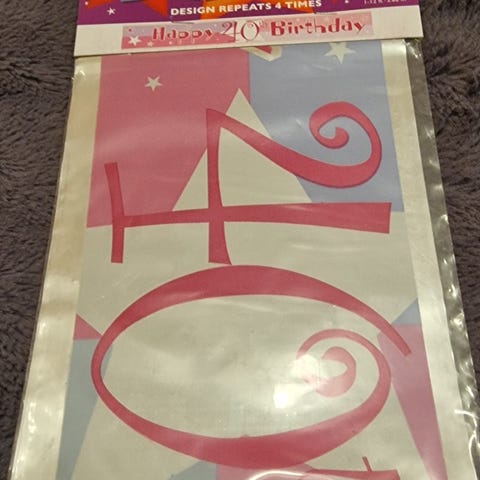 DESIGN REPEATS 4 TIMES
Happy 40th Birthday
40